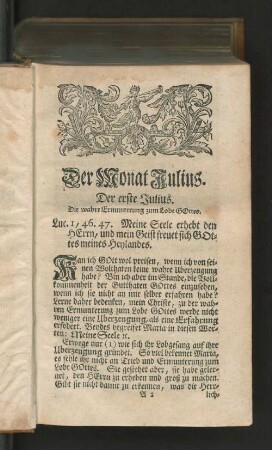 Der Monat Julius.
Der erste Julius.
Die wahre Ermunterung zum Lobe GOttes.
Luc. 1, 46. 47. Meine Seele erhebt den
HErrn, und mein Geist freuet sich GOt-
tes meines Heylandes.
Kan ich GOtt wol preisen, wenn ich von sei-
nen Wolthaten keine wahre Uberzeugung
habe? Bin ich aber im Stande, die Voll-
kommenheit der Gutthaten GOttes einzusehen,
wenn ich sie nicht an mir selber erfahren habe?
Lerne daher bedencken, mein Christe, zu der wah-
ren Ermunterung zum Lobe GOttes werde nicht
weniger eine Uberzeugung, als eine Erfahrung
erfodert. Beydes begreifet Maria in diesen Wor-
ten: Meine Seele ꝛc.
Erwege nur (1) wie sich ihr Lobgesang auf ihre
Uberzeugung gründet. So viel bekennet Maria,
es fehle ihr nicht an Trieb und Ermunterung zum
Lobe GOttes. Sie gestehet aber, sie habe geler-
net, den HErrn zu erheben und groß zu machen.
Gibt sie nicht damit zu erkennen, was die Herr-
A 2 lich-